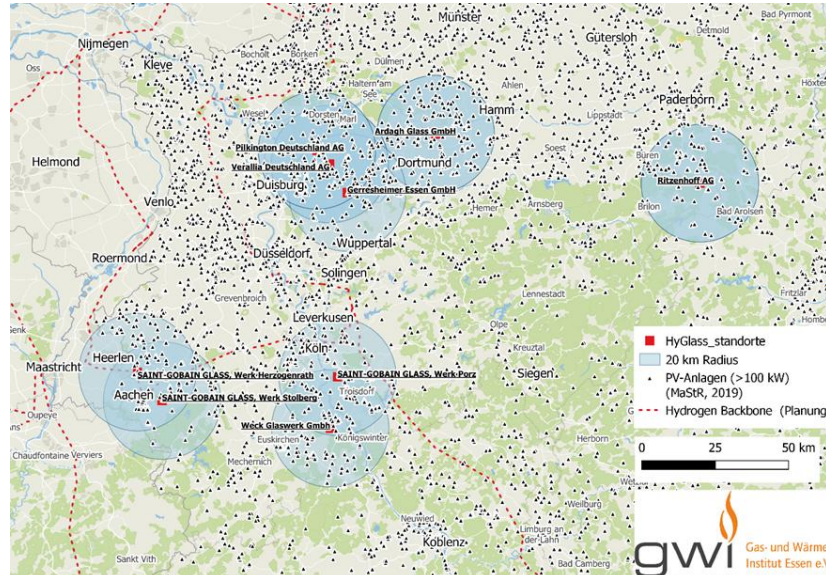 Münster
Gütersloh
Detmold
Bad Pyrmont
Nijmegen
Oss
Kleve
Bocholt
Borken
Dülmen
Haltern am
See
Ahlen
Hamm
Lippstadt
Paderborn
Höxter
Wesel
Dorsten
Marl
Ardagh Glass GmbH
Pilkington Deutschland AG
Verallia Deutschland AG
Dortmund
Soest
Büren
Helmond
Duisburg
Gerresheimer Essen GmbH
Ritzenhoff AG
Venlo
Hemer
Arnsberg
Brilon
Bad Arolsen
Wuppertal
Düsseldorf
Roermond
Solingen
Grevenbroich
Lennestadt
Fritzlar
Leverkusen
Olpe
Kreuztal
Genk
Maastricht
Heerlen
Köln
SAINT-GOBAIN GLASS, Werk-Herzogenrath
SAINT-GOBAIN GLASS, Werk-Porz
Siegen
Aachen
SAINT-GOBAIN GLASS, Werk Stolberg
Troisdorf
Oupeye
Weck Glaswerk Gmbh
Euskirchen
Königswinter
Herborn
Chaudfontaine
Verviers
Mechernich
Weilburg
Neuwied
Limburg an
der Lahn
Koblenz
Sankt Vith
Bad Camberg
HyGlass_standorte
20 km Radius
PV-Anlagen (>100 kW)
(MaStR, 2019)
Hydrogen Backbone (Planung
0 25 50 km
gwi
Gas- und Wärme
Institut Essen e.V